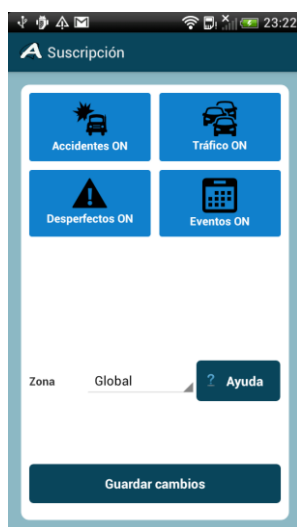 23:22
Suscripción
Accidentes ON
Tráfico ON
Desperfectos ON
Eventos ON
Zona
Global
? Ayuda
Guardar cambios